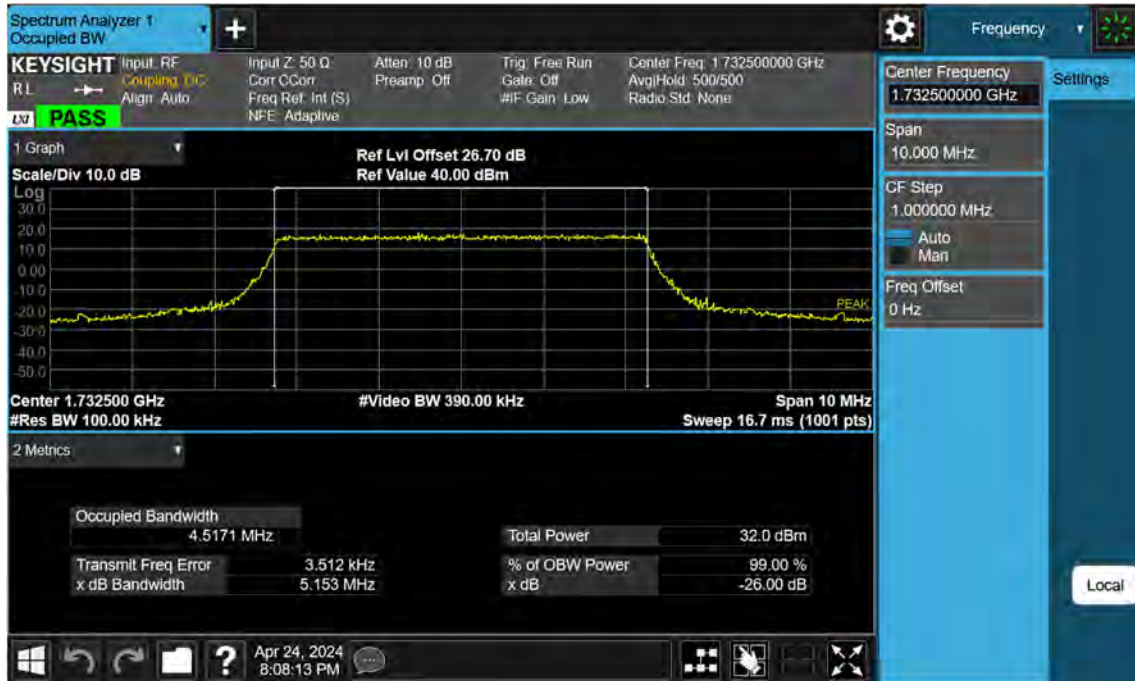 Spectrum Analyzer 1
Occupied BW
+
Frequency
KEYSIGHT
RL
LXI PASS
Input: RF
Coupling: DC
Align: Auto
Input Z: 50 Ω
Corr CCorr
Freq Ref: Int (S)
NFE: Adaptive
Atten: 10 dB
Preamp: Off
Trig: Free Run
Gate: Off
#IF Gain: Low
Center Freq: 1.732500000 GHz
Avg|Hold: 500/500
Radio Std: None
Center Frequency
1.732500000 GHz
Settings
Span
10.000 MHz
CF Step
1.000000 MHz
Auto
Man
Freq Offset
0 Hz
1 Graph
Ref Lvl Offset 26.70 dB
Scale/Div 10.0 dB
Ref Value 40.00 dBm
Log
30.0
20.0
10.0
0.00
-10.0
PEAK
-20.0
-30.0
-40.0
-50.0
Center 1.732500 GHz
#Video BW 390.00 kHz
Span 10 MHz
#Res BW 100.00 kHz
Sweep 16.7 ms (1001 pts)
2 Metrics
Occupied Bandwidth
4.5171 MHz
Total Power 32.0 dBm
Transmit Freq Error 3.512 kHz
% of OBW Power 99.00 %
x dB Bandwidth 5.153 MHz
x dB -26.00 dB
Local
?
Apr 24, 2024
8:08:13 PM